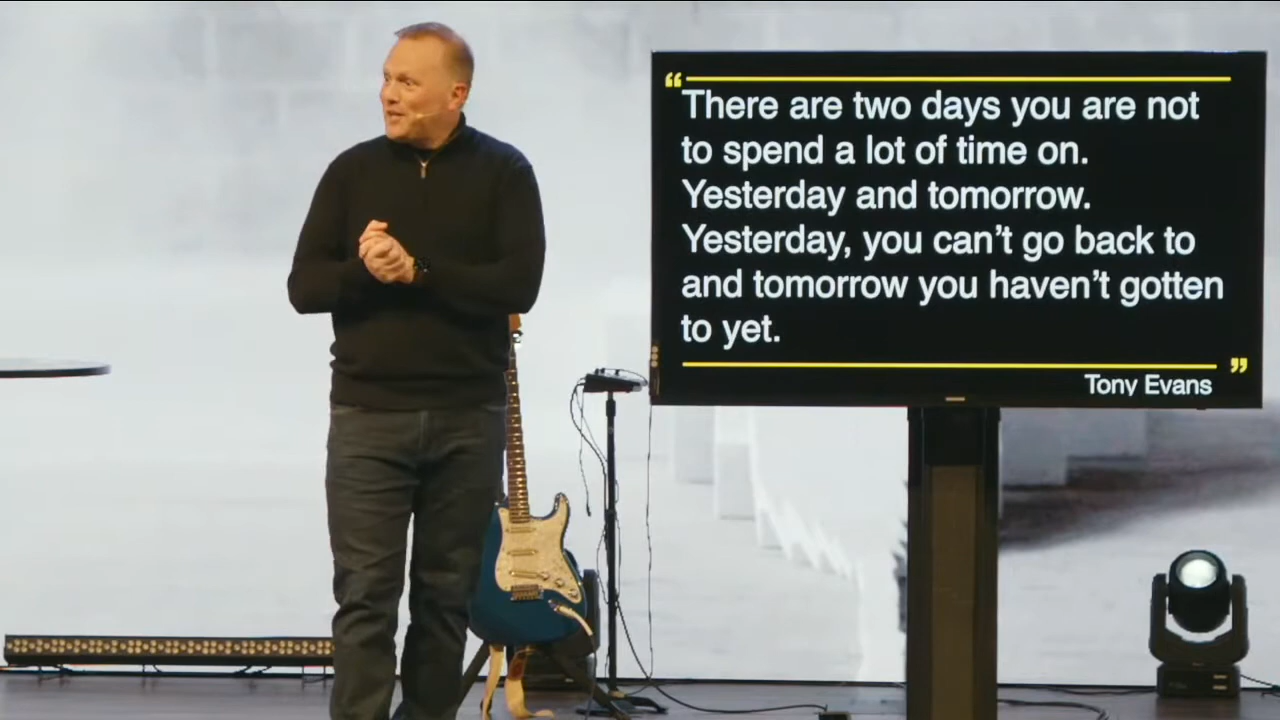 “
There are two days you are not
to spend a lot of time on.
Yesterday and tomorrow.
Yesterday, you can’t go back to
and tomorrow you haven’t gotten
to yet.
”
Tony Evans